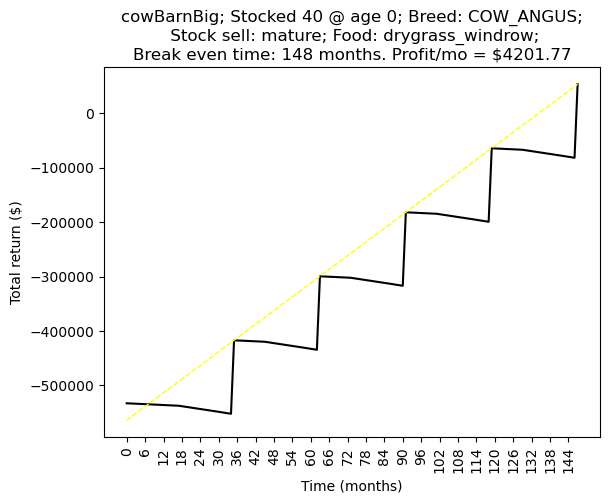 cowBarnBig; Stocked 40 @ age 0; Breed: COW_ANGUS;
Stock sell: mature; Food: drygrass_windrow;
Break even time: 148 months. Profit/mo = $4201.77
Total return ($)
0
−100000
−200000
−300000
−400000
−500000
0 6 12 18 24 30 36 42 48 54 60 66 72 78 84 90 96 102 108 114 120 126 132 138 144
Time (months)